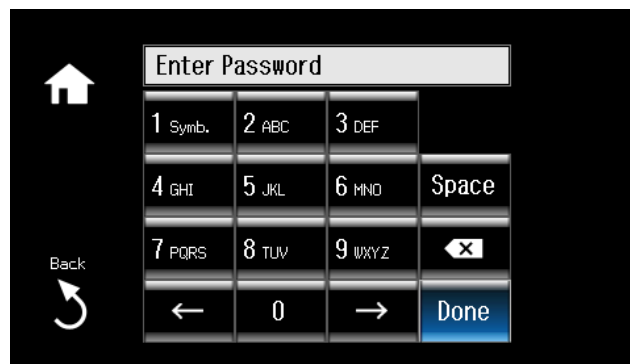 Enter Password
1 Symb. 2 ABC 3 DEF
4 GHI 5 JKL 6 MNO Space
7 PQRS 8 TUV 9 WXYZ
Back
← 0 → Done